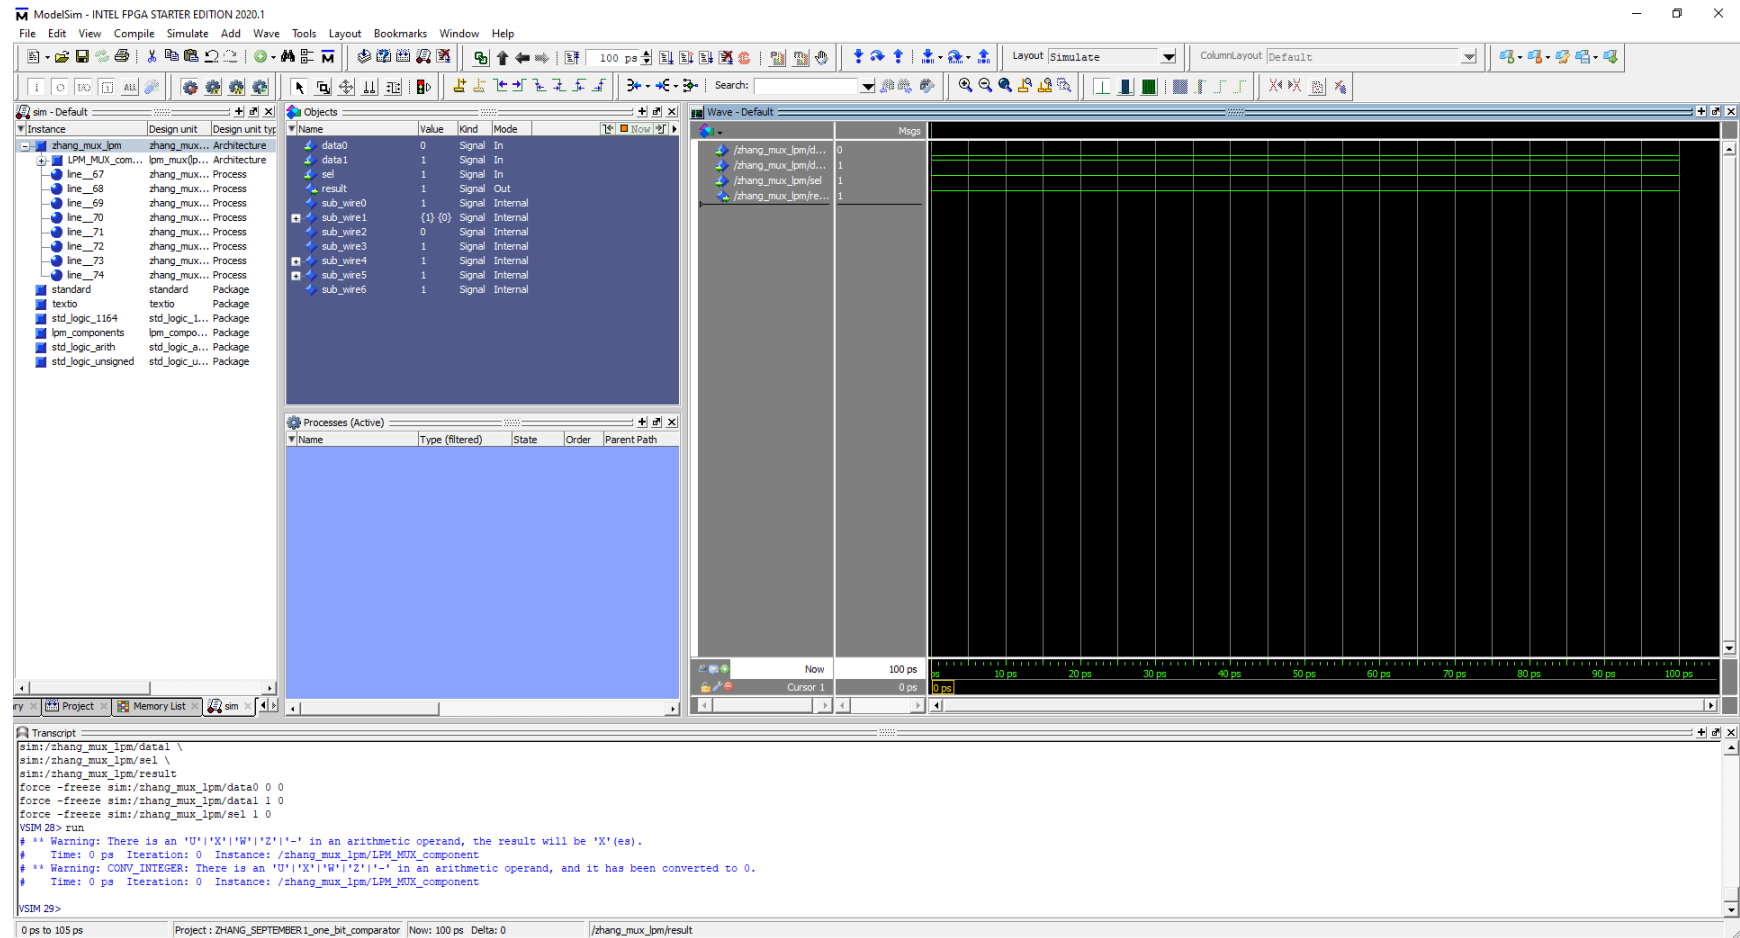 ModelSim - INTEL FPGA STARTER EDITION 2020.1
File Edit View Compile Simulate Add Wave Tools Layout Bookmarks Window Help
100 ps Layout Simulate ColumnLayout Default
Search:
sim - Default
Instance Design unit Design unit typ
zhang_mux_lpm zhang_mux... Architecture
LPM_MUX_com... lpm_mux(lp... Architecture
line__67 zhang_mux... Process
line__68 zhang_mux... Process
line__69 zhang_mux... Process
line__70 zhang_mux... Process
line__71 zhang_mux... Process
line__72 zhang_mux... Process
line__73 zhang_mux... Process
line__74 zhang_mux... Process
standard standard Package
textio textio Package
std_logic_1164 std_logic_1... Package
lpm_components lpm_compo... Package
std_logic_arith std_logic_a... Package
std_logic_unsigned std_logic_u... Package
ry Project Memory List sim
Objects
Name Value Kind Mode Now
data0 0 Signal In
data1 1 Signal In
sel 1 Signal In
result 1 Signal Out
sub_wire0 1 Signal Internal
sub_wire1 {1} {0} Signal Internal
sub_wire2 0 Signal Internal
sub_wire3 1 Signal Internal
sub_wire4 1 Signal Internal
sub_wire5 1 Signal Internal
sub_wire6 1 Signal Internal
Processes (Active)
Name Type (filtered) State Order Parent Path
Wave - Default
Msgs
/zhang_mux_lpm/d... 0
/zhang_mux_lpm/d... 1
/zhang_mux_lpm/sel 1
/zhang_mux_lpm/re... 1
Now 100 ps
Cursor 1 0 ps
ps 10 ps 20 ps 30 ps 40 ps 50 ps 60 ps 70 ps 80 ps 90 ps 100 ps
0 ps
Transcript
sim:/zhang_mux_lpm/data1 \
sim:/zhang_mux_lpm/sel \
sim:/zhang_mux_lpm/result
force -freeze sim:/zhang_mux_lpm/data0 0 0
force -freeze sim:/zhang_mux_lpm/data1 1 0
force -freeze sim:/zhang_mux_lpm/sel 1 0
VSIM 28> run
# ** Warning: There is an 'U'|'X'|'W'|'Z'|'-' in an arithmetic operand, the result will be 'X'(es).
# Time: 0 ps Iteration: 0 Instance: /zhang_mux_lpm/LPM_MUX_component
# ** Warning: CONV_INTEGER: There is an 'U'|'X'|'W'|'Z'|'-' in an arithmetic operand, and it has been converted to 0.
# Time: 0 ps Iteration: 0 Instance: /zhang_mux_lpm/LPM_MUX_component
VSIM 29>
0 ps to 105 ps Project : ZHANG_SEPTEMBER1_one_bit_comparator Now: 100 ps Delta: 0 /zhang_mux_lpm/result